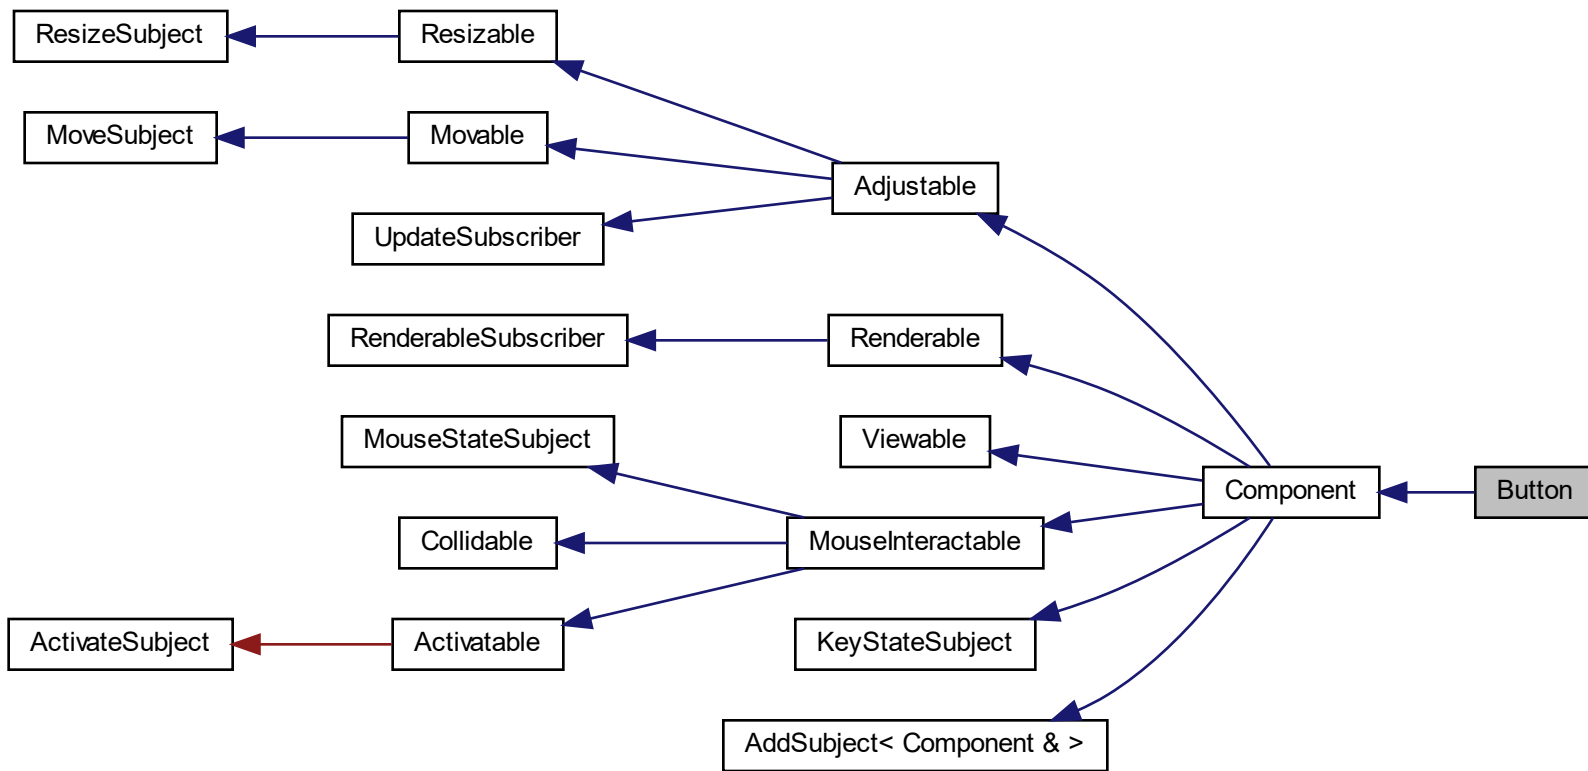 ResizeSubject
Resizable
MoveSubject
Movable
Adjustable
UpdateSubscriber
RenderableSubscriber
Renderable
MouseStateSubject
Viewable
Component
Button
Collidable
MouseInteractable
ActivateSubject
Activatable
KeyStateSubject
AddSubject< Component & >